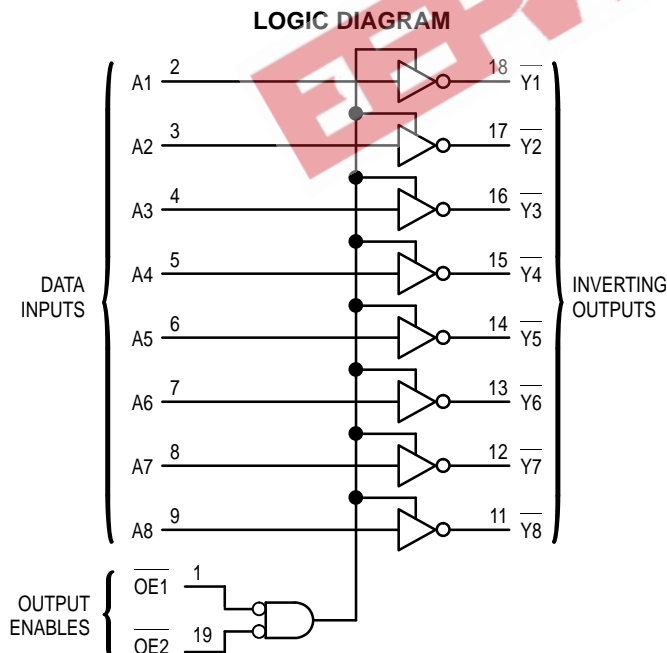 LOGIC DIAGRAM
A1 2 18 Y1
A2 3 17 Y2
A3 4 16 Y3
A4 5 15 Y4
DATA INPUTS
INVERTING OUTPUTS
A5 6 14 Y5
A6 7 13 Y6
A7 8 12 Y7
A8 9 11 Y8
OE1 1
OUTPUT ENABLES
OE2 19